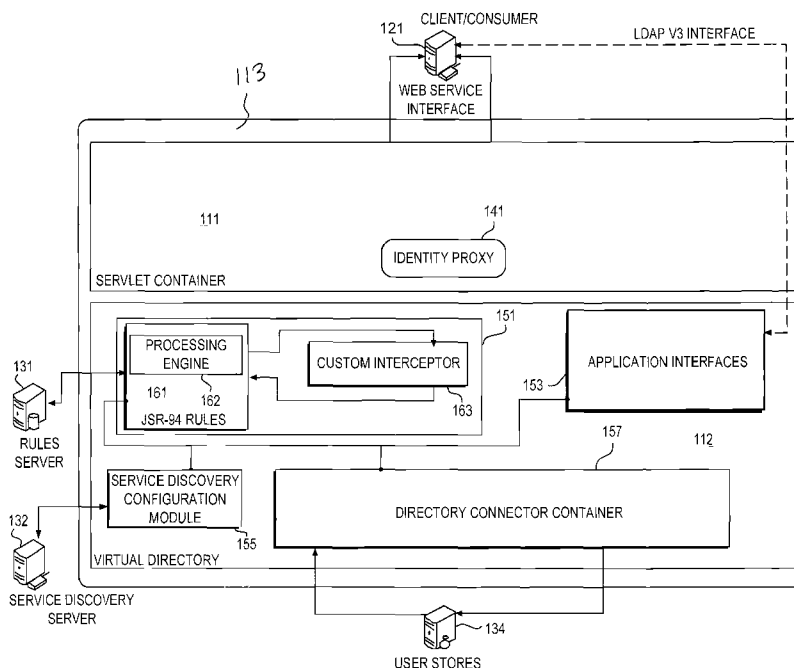 CLIENT/CONSUMER
121
LDAP V3 INTERFACE
WEB SERVICE
INTERFACE
113
111
141
IDENTITY PROXY
SERVLET CONTAINER
151
PROCESSING
ENGINE
CUSTOM INTERCEPTOR
APPLICATION INTERFACES
131
153
161
162
163
JSR-94 RULES
RULES
SERVER
157
112
SERVICE DISCOVERY
CONFIGURATION
MODULE
DIRECTORY CONNECTOR CONTAINER
132
155
VIRTUAL DIRECTORY
SERVICE DISCOVERY
SERVER
134
USER STORES